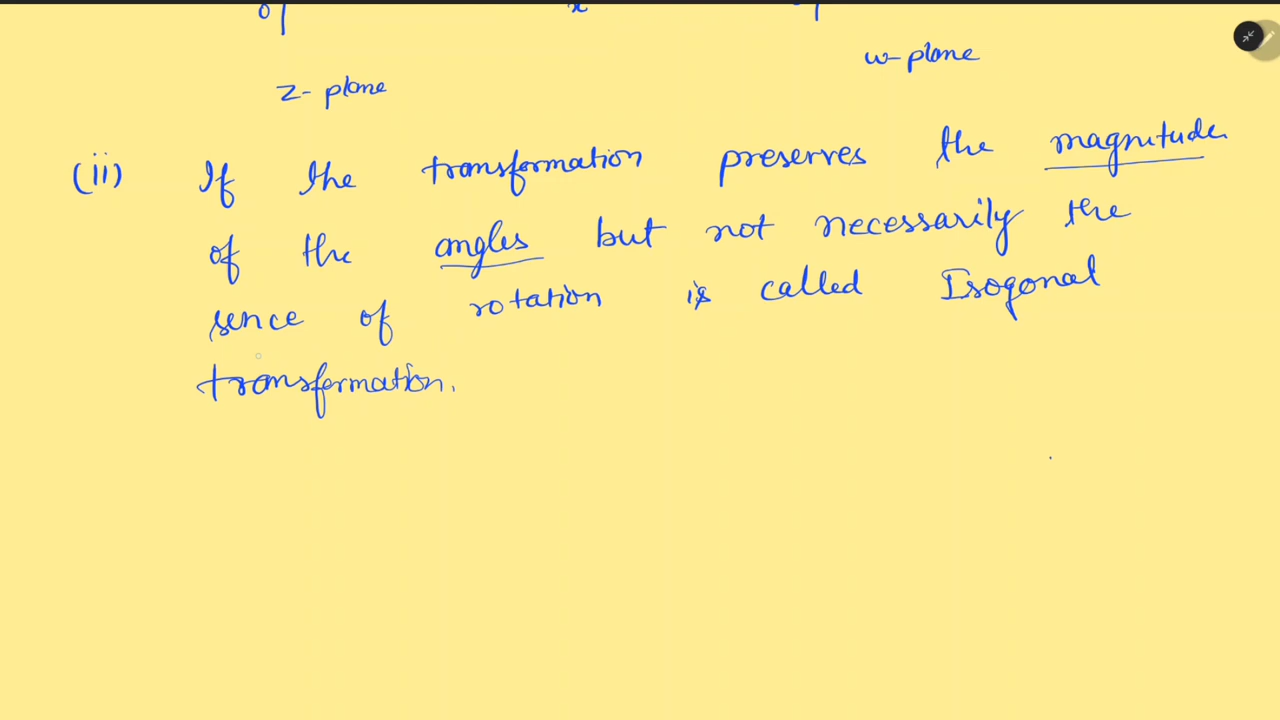 z- plane
w- plane
(ii) If the transformation preserves the magnitude
of the angles but not necessarily the
sence of rotation is called Isogonal
transformation.